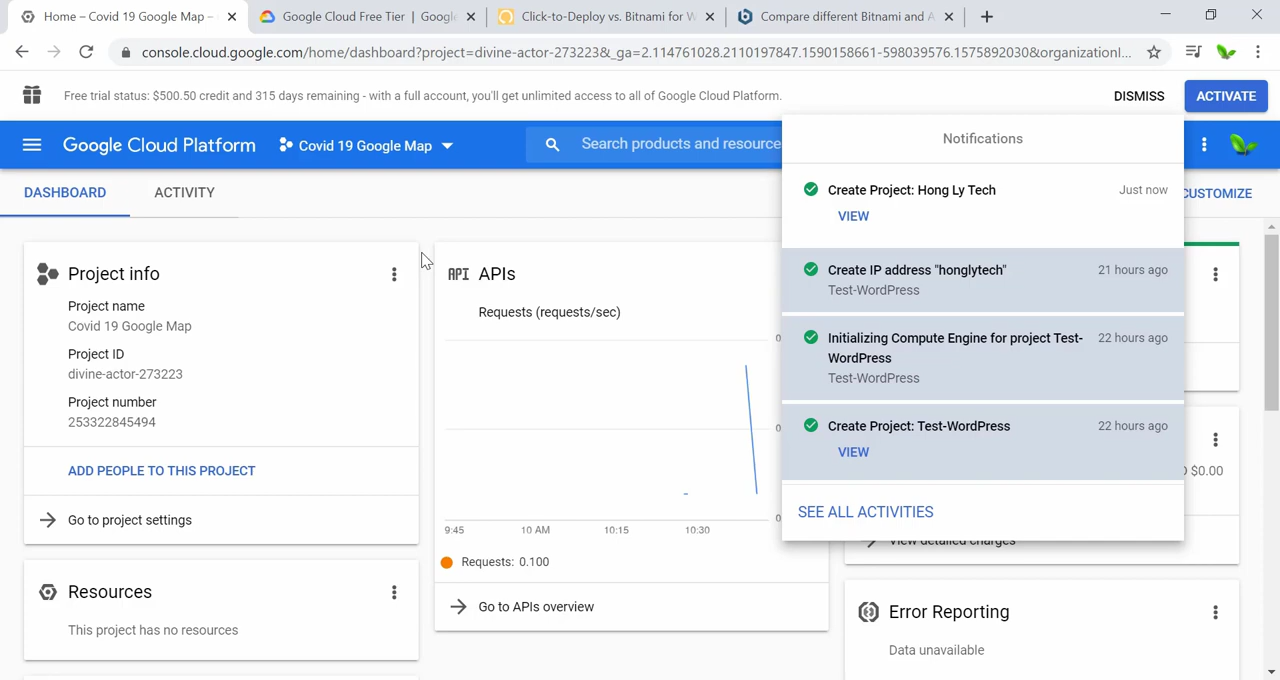 Home – Covid 19 Google Map –
Google Cloud Free Tier | Google
Click-to-Deploy vs. Bitnami for W
Compare different Bitnami and A
console.cloud.google.com/home/dashboard?project=divine-actor-273223&_ga=2.114761028.2110197847.1590158661-598039576.1575892030&organizationI...
Free trial status: $500.50 credit and 315 days remaining - with a full account, you'll get unlimited access to all of Google Cloud Platform.
DISMISS
ACTIVATE
Google Cloud Platform
Covid 19 Google Map
Search products and resource
DASHBOARD
ACTIVITY
CUSTOMIZE
Notifications
Create Project: Hong Ly Tech
Just now
VIEW
Create IP address "honglytech"
21 hours ago
Test-WordPress
Initializing Compute Engine for project Test-
WordPress
22 hours ago
Test-WordPress
Create Project: Test-WordPress
22 hours ago
VIEW
SEE ALL ACTIVITIES
Project info
Project name
Covid 19 Google Map
Project ID
divine-actor-273223
Project number
253322845494
ADD PEOPLE TO THIS PROJECT
Go to project settings
Resources
This project has no resources
API APIs
Requests (requests/sec)
0
0
0
9:45
10 AM
10:15
10:30
Requests: 0.100
Go to APIs overview
$0.00
View detailed charges
Error Reporting
Data unavailable